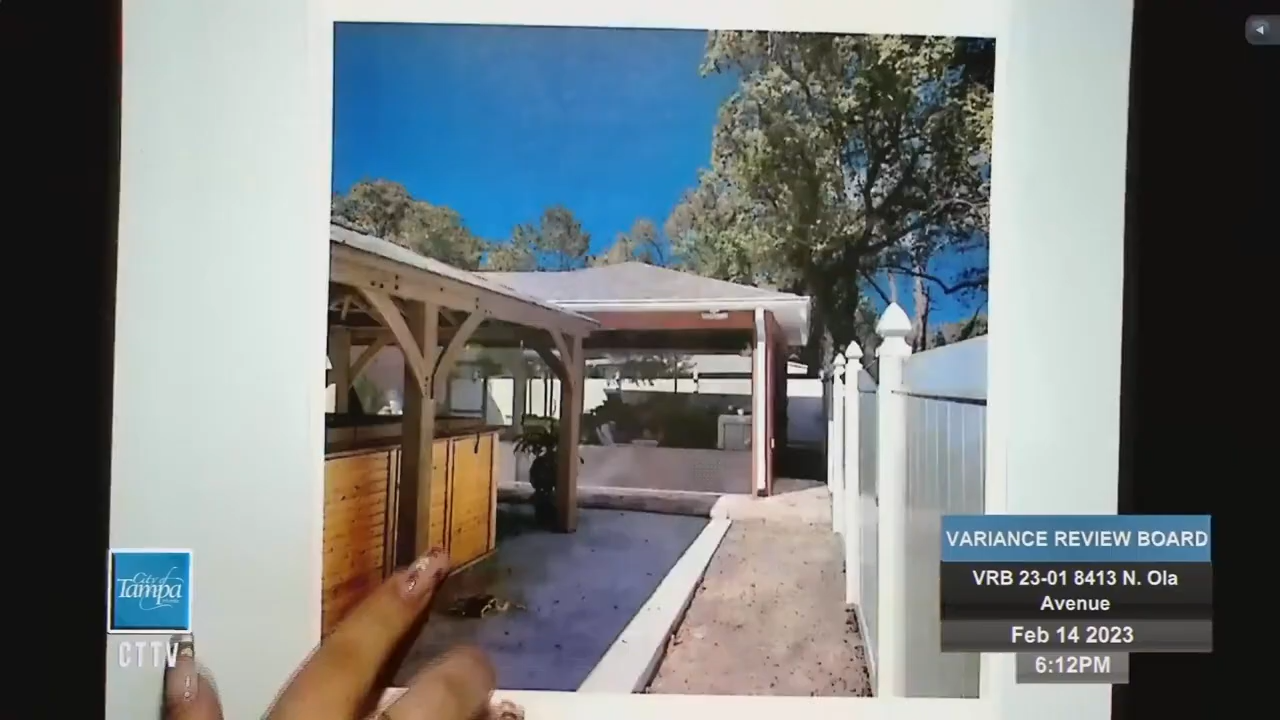 VARIANCE REVIEW BOARD
VRB 23-01 8413 N. Ola
Avenue
Feb 14 2023
6:12PM
City of
Tampa
CTTV